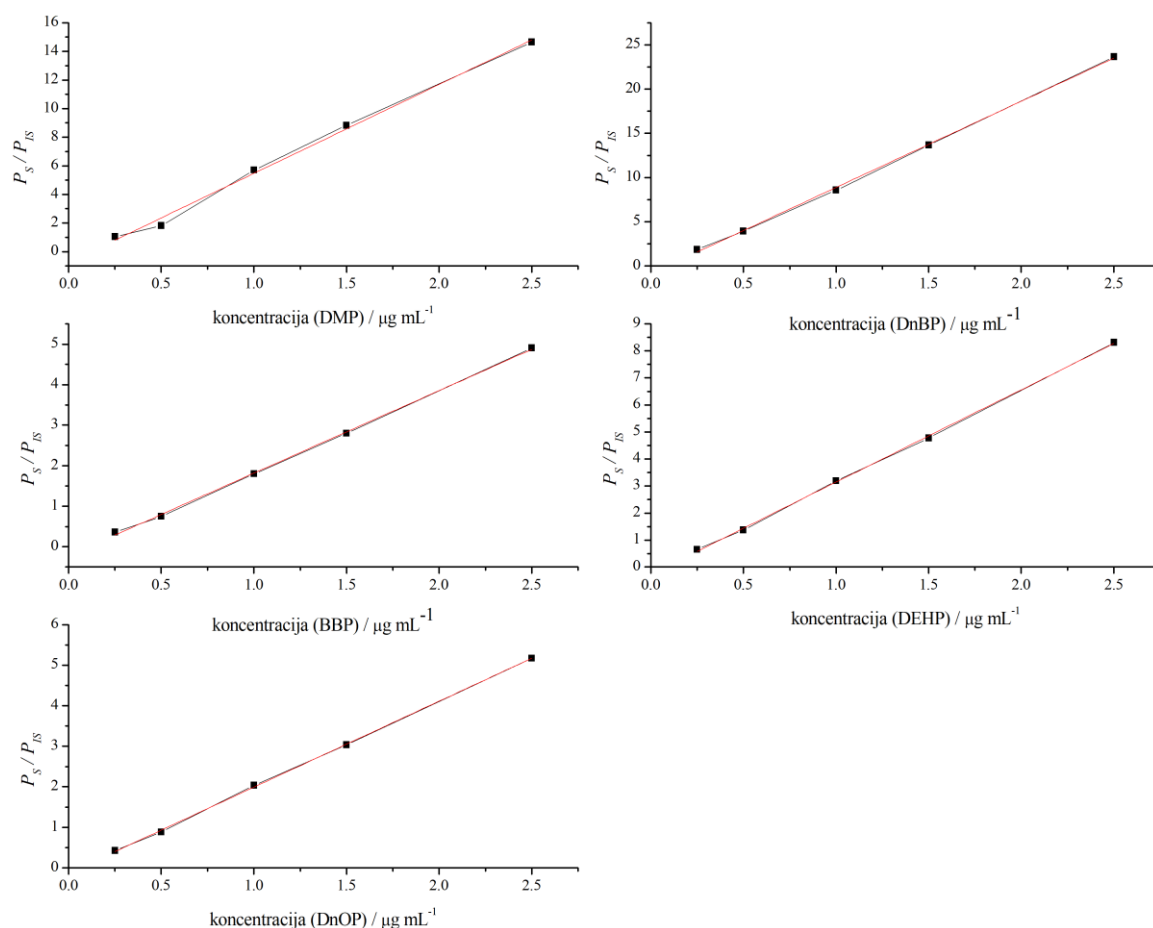 16
14
12
10
8
6
4
2
0
P_S / P_IS
0.0 0.5 1.0 1.5 2.0 2.5
koncentracija (DMP) / μg mL⁻¹
25
20
15
10
5
0
P_S / P_IS
0.0 0.5 1.0 1.5 2.0 2.5
koncentracija (DnBP) / μg mL⁻¹
5
4
3
2
1
0
P_S / P_IS
0.0 0.5 1.0 1.5 2.0 2.5
koncentracija (BBP) / μg mL⁻¹
9
8
7
6
5
4
3
2
1
0
P_S / P_IS
0.0 0.5 1.0 1.5 2.0 2.5
koncentracija (DEHP) / μg mL⁻¹
6
5
4
3
2
1
0
P_S / P_IS
0.0 0.5 1.0 1.5 2.0 2.5
koncentracija (DnOP) / μg mL⁻¹